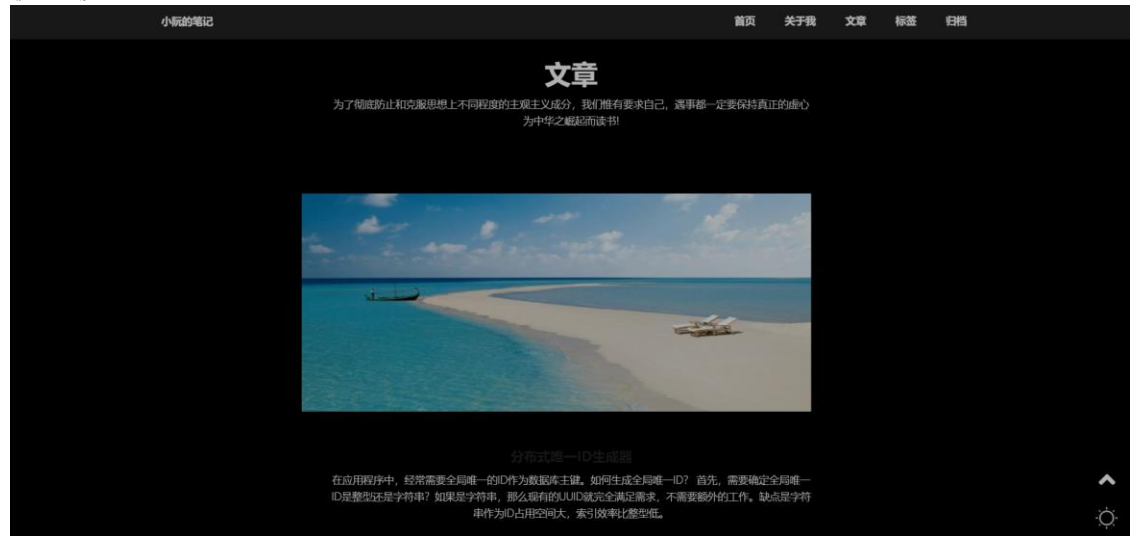 小阮的笔记
首页 关于我 文章 标签 归档
文章
为了彻底防止和克服思想上不同程度的主观主义成分，我们惟有要求自己，遇事都一定要保持真正的虚心
为中华之崛起而读书!
分布式唯一ID生成器
在应用程序中，经常需要全局唯一的ID作为数据库主键。如何生成全局唯一ID？首先，需要确定全局唯一
ID是整型还是字符串？如果是字符串，那么现有的UUID就完全满足需求，不需要额外的工作。缺点是字符
串作为ID占用空间大，索引效率比整型低。